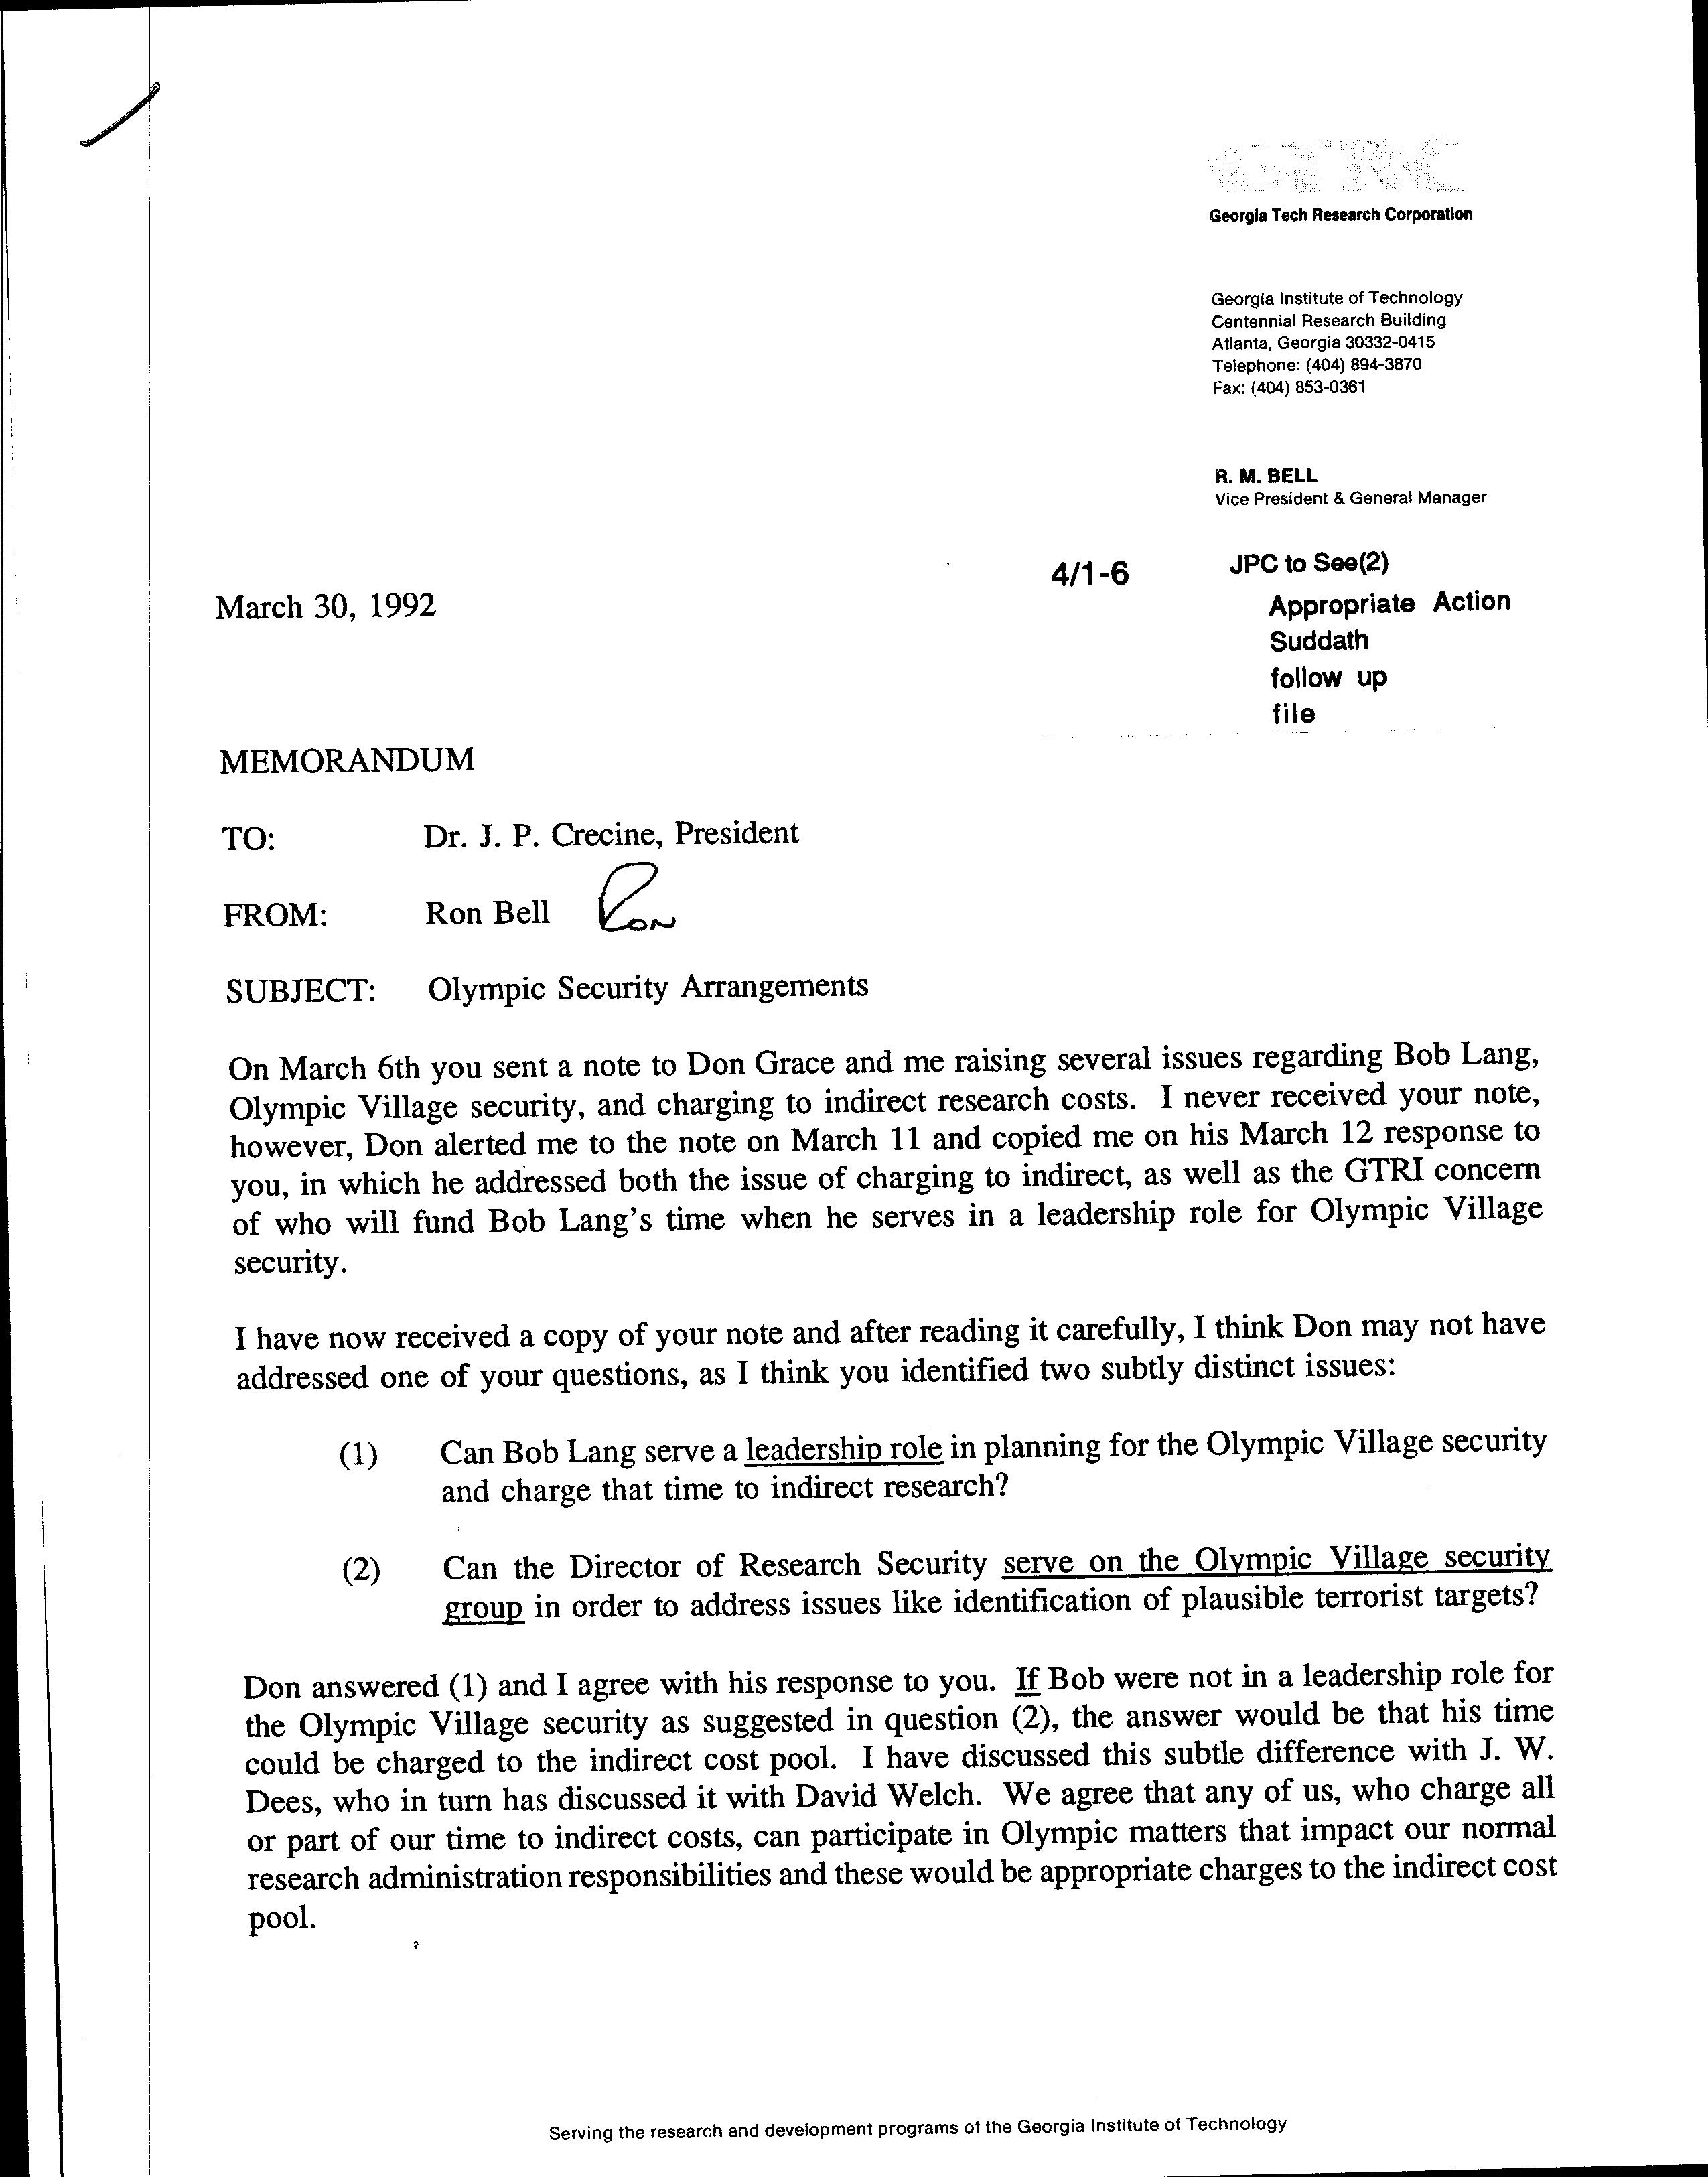 GTRC
Georgia Tech Research Corporation
Georgia Institute of Technology
Centennial Research Building
Atlanta, Georgia 30332-0415
Telephone: (404) 894-3870
Fax: (404) 853-0361
R. M. BELL
Vice President & General Manager
4/1-6 JPC to See(2)
Appropriate Action
Suddath
follow up
file
March 30, 1992
MEMORANDUM
TO: Dr. J. P. Crecine, President
FROM: Ron Bell Ron
SUBJECT: Olympic Security Arrangements
On March 6th you sent a note to Don Grace and me raising several issues regarding Bob Lang,
Olympic Village security, and charging to indirect research costs. I never received your note,
however, Don alerted me to the note on March 11 and copied me on his March 12 response to
you, in which he addressed both the issue of charging to indirect, as well as the GTRI concern
of who will fund Bob Lang's time when he serves in a leadership role for Olympic Village
security.
I have now received a copy of your note and after reading it carefully, I think Don may not have
addressed one of your questions, as I think you identified two subtly distinct issues:
(1) Can Bob Lang serve a leadership role in planning for the Olympic Village security
and charge that time to indirect research?
(2) Can the Director of Research Security serve on the Olympic Village security
group in order to address issues like identification of plausible terrorist targets?
Don answered (1) and I agree with his response to you. If Bob were not in a leadership role for
the Olympic Village security as suggested in question (2), the answer would be that his time
could be charged to the indirect cost pool. I have discussed this subtle difference with J. W.
Dees, who in turn has discussed it with David Welch. We agree that any of us, who charge all
or part of our time to indirect costs, can participate in Olympic matters that impact our normal
research administration responsibilities and these would be appropriate charges to the indirect cost
pool.
Serving the research and development programs of the Georgia Institute of Technology